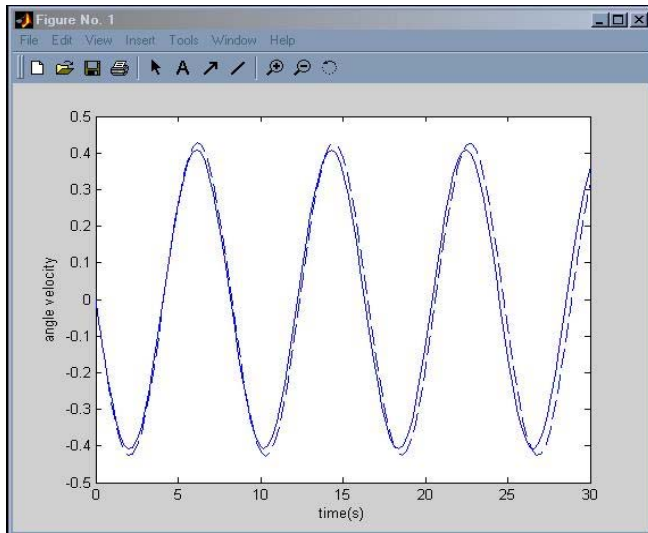 Figure No. 1
File Edit View Insert Tools Window Help
A
0.5
0.4
0.3
0.2
0.1
0
-0.1
-0.2
-0.3
-0.4
-0.5
angle velocity
0 5 10 15 20 25 30
time(s)